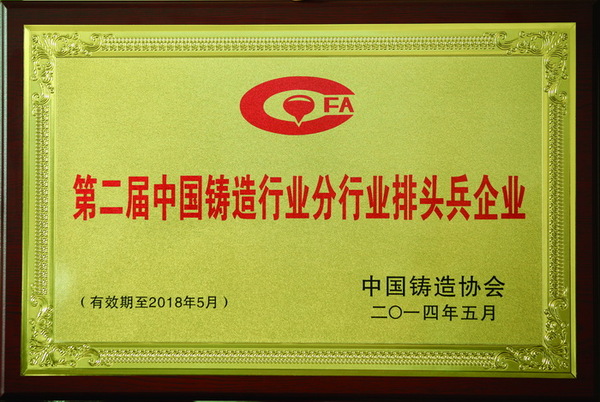 CFA
第二届中国铸造行业分行业排头兵企业
中国铸造协会
(有效期至2018年5月)
二〇一四年五月